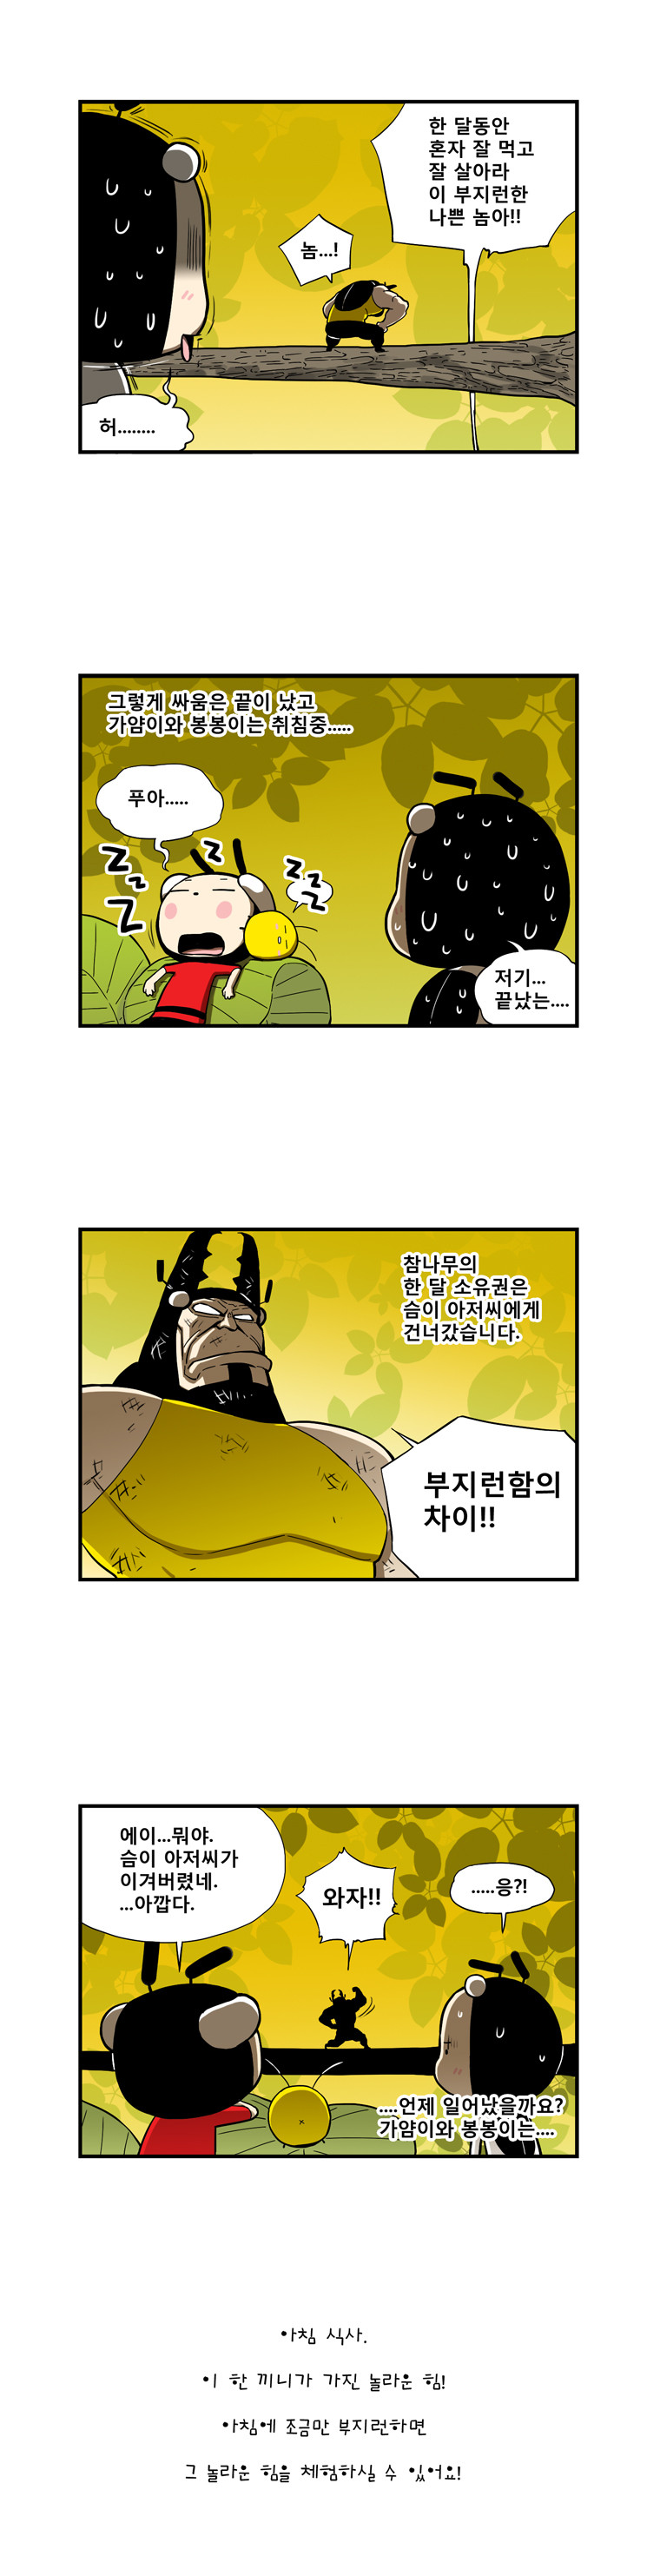 한 달동안
혼자 잘 먹고
잘 살아라
이 부지런한
나쁜 놈아!!
놈...!
허........
그렇게 싸움은 끝이 났고
가얌이와 봉봉이는 취침중.....
푸아.....
zzz
z
zzz
저기...
끝났는....
참나무의
한 달 소유권은
슴이 아저씨에게
건너갔습니다.
부지런함의
차이!!
에이...뭐야.
슴이 아저씨가
이겨버렸네.
...아깝다.
와자!!
.....응?!
....언제 일어났을까요?
가얌이와 봉봉이는....
아침 식사.
이 한 끼니가 가진 놀라운 힘!
아침에 조금만 부지런하면
그 놀라운 힘을 체험하실 수 있어요!